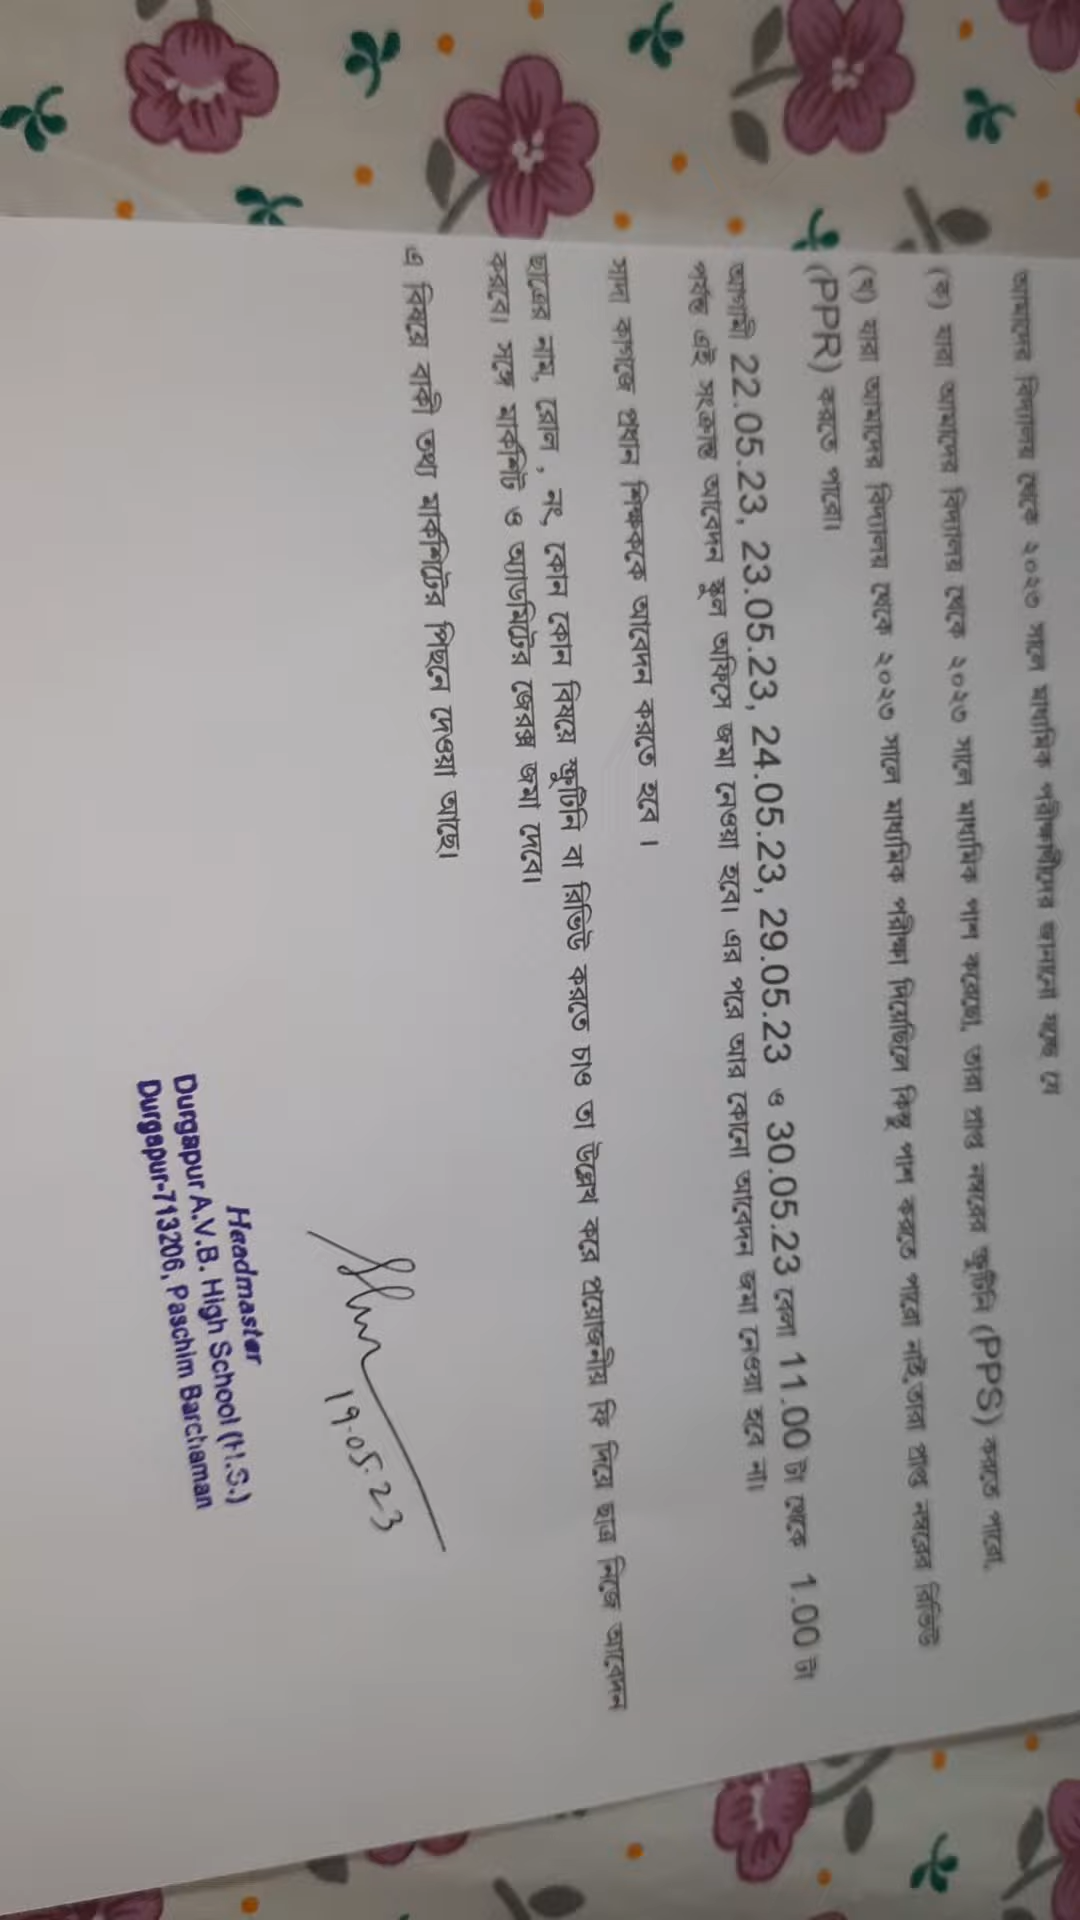 আমাদের বিদ্যালয় থেকে ২০২৩ সালে মাধ্যমিক পরীক্ষার্থীদের জানানো যাচ্ছে যে
(ক) যারা আমাদের বিদ্যালয় থেকে ২০২৩ সালে মাধ্যমিক পাশ করেছো, তারা প্রাপ্ত নম্বরের স্ক্রুটিনি (PPS) করতে পারো,
(খ) যারা আমাদের বিদ্যালয় থেকে ২০২৩ সালে মাধ্যমিক পরীক্ষা দিয়েছিলে কিন্তু পাশ করতে পারো নাই,তারা প্রাপ্ত নম্বরের রিভিউ
(PPR) করতে পারো।
আগামী 22.05.23, 23.05.23, 24.05.23, 29.05.23 ও 30.05.23 বেলা 11.00 টা থেকে 1.00 টা
পর্যন্ত এই সংক্রান্ত আবেদন স্কুল অফিসে জমা নেওয়া হবে। এর পরে আর কোনো আবেদন জমা নেওয়া হবে না।
সাদা কাগজে প্রধান শিক্ষককে আবেদন করতে হবে ।
ছাত্রের নাম, রোল , নং, কোন কোন বিষয়ে স্ক্রুটিনি বা রিভিউ করতে চাও তা উল্লেখ করে প্রয়োজনীয় ফি দিয়ে ছাত্র নিজে আবেদন
করবে। সঙ্গে মার্কশিট ও অ্যাডমিটের জেরক্স জমা দেবে।
এ বিষয়ে বাকী তথ্য মার্কশিটের পিছনে দেওয়া আছে।
19.05.23
Headmaster
Durgapur A.V.B. High School (H.S.)
Durgapur-713206, Paschim Bardhaman